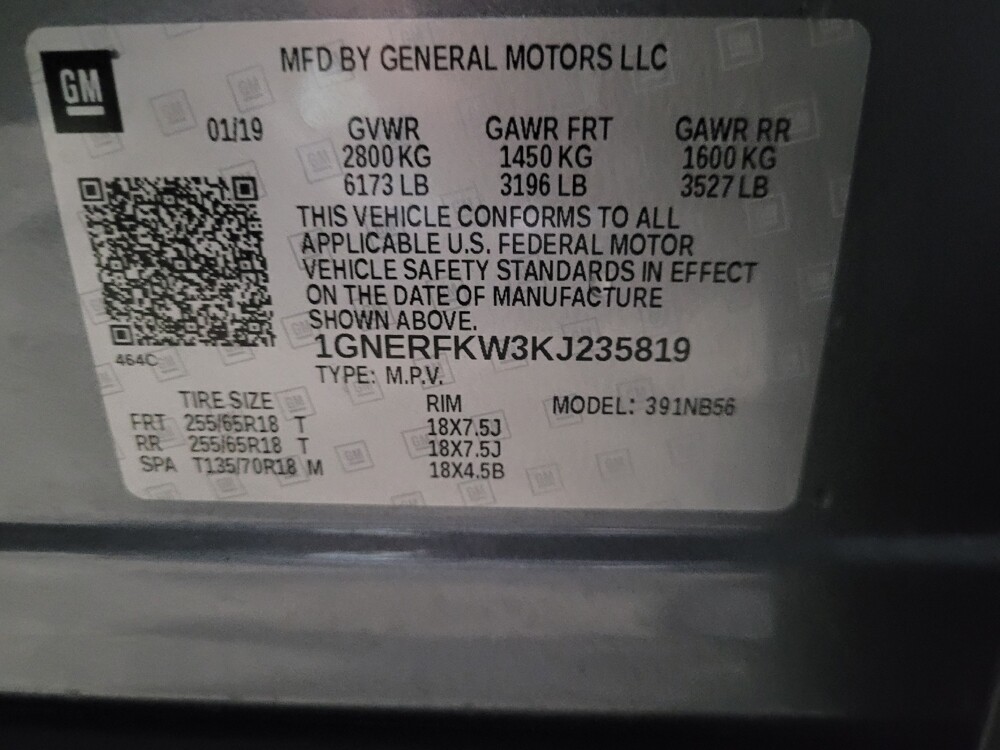 GM
MFD BY GENERAL MOTORS LLC
01/19 GVWR GAWR FRT GAWR RR
2800 KG 1450 KG 1600 KG
6173 LB 3196 LB 3527 LB
THIS VEHICLE CONFORMS TO ALL
APPLICABLE U.S. FEDERAL MOTOR
VEHICLE SAFETY STANDARDS IN EFFECT
ON THE DATE OF MANUFACTURE
SHOWN ABOVE.
1GNERFKW3KJ235819
464C
TYPE: M.P.V.
TIRE SIZE RIM MODEL: 391NB56
FRT 255/65R18 T 18X7.5J
RR 255/65R18 T 18X7.5J
SPA T135/70R18 M 18X4.5B